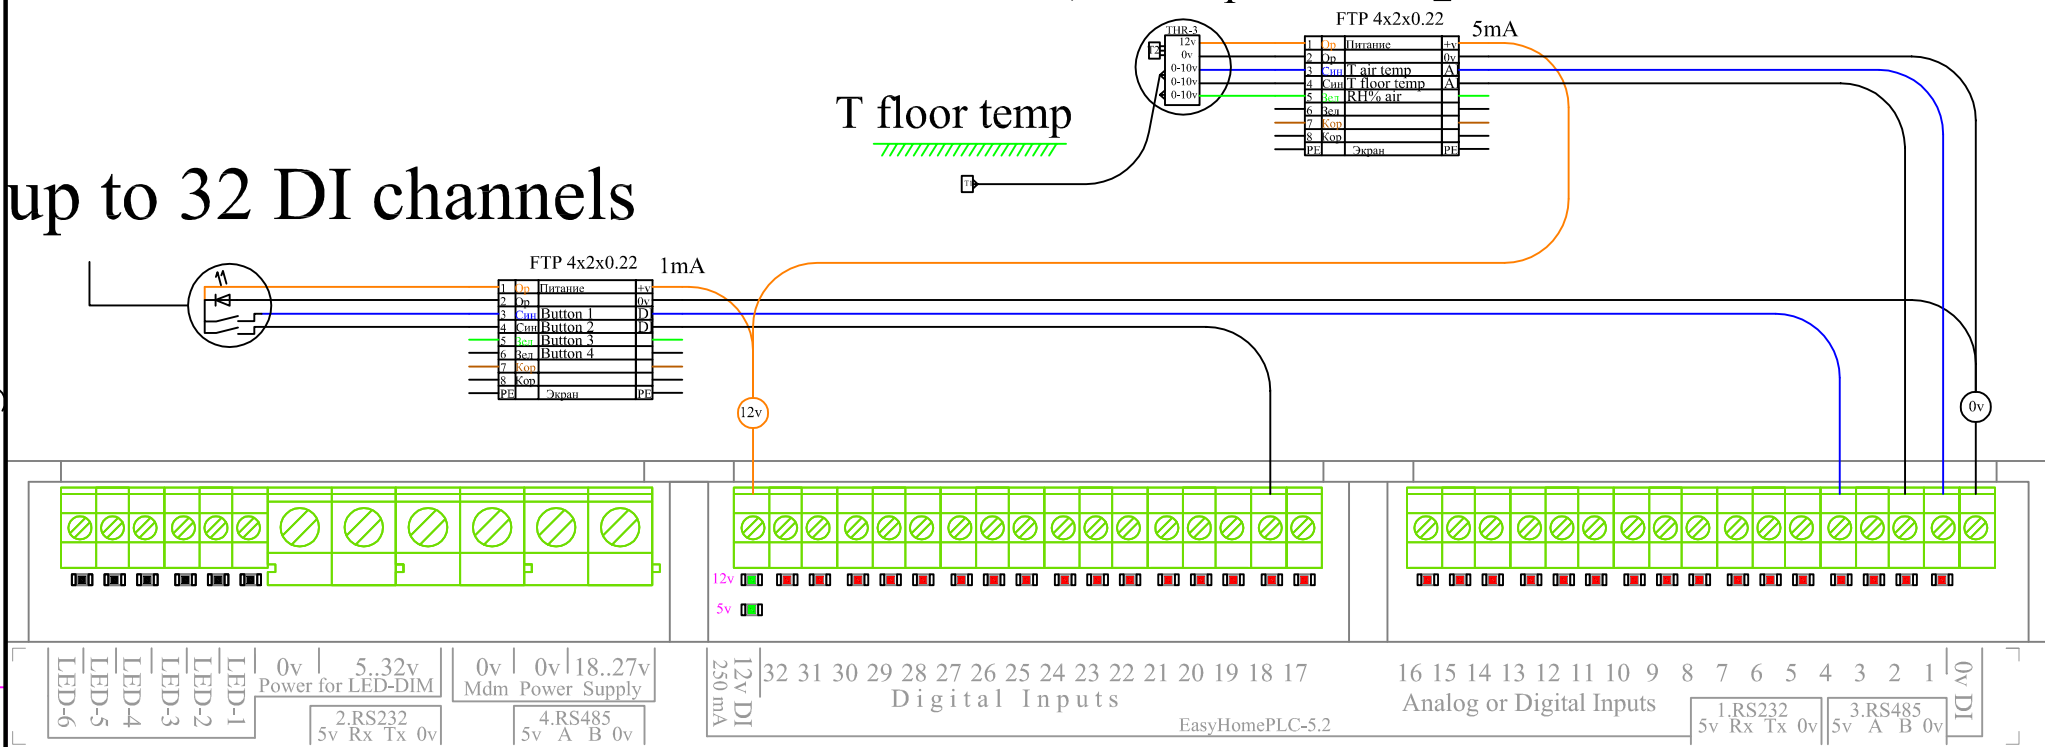 FTP 4x2x0.22
5mA
THR-3
12v
0v
0-10v
0-10v
0-10v
T2
1 Ор Питание +v
2 Ор 0v
3 Син T air temp A
4 Син T floor temp A
5 Зел RH% air
6 Зел
7 Кор
8 Кор
PE Экран PE
T floor temp
up to 32 DI channels
FTP 4x2x0.22
1mA
1 Ор Питание +v
2 Ор 0v
3 Син Button 1 D
4 Син Button 2 D
5 Зел Button 3
6 Зел Button 4
7 Кор
8 Кор
PE Экран PE
12v
0v
12v
5v
LED-6
LED-5
LED-4
LED-3
LED-2
LED-1
0v 5..32v
Power for LED-DIM
0v 0v 18..27v
Mdm Power Supply
2.RS232
5v Rx Tx 0v
4.RS485
5v A B 0v
12v DI
250 mA
32 31 30 29 28 27 26 25 24 23 22 21 20 19 18 17
Digital Inputs
EasyHomePLC-5.2
16 15 14 13 12 11 10 9 8 7 6 5 4 3 2 1
Analog or Digital Inputs
1.RS232
5v Rx Tx 0v
3.RS485
5v A B 0v
0v DI